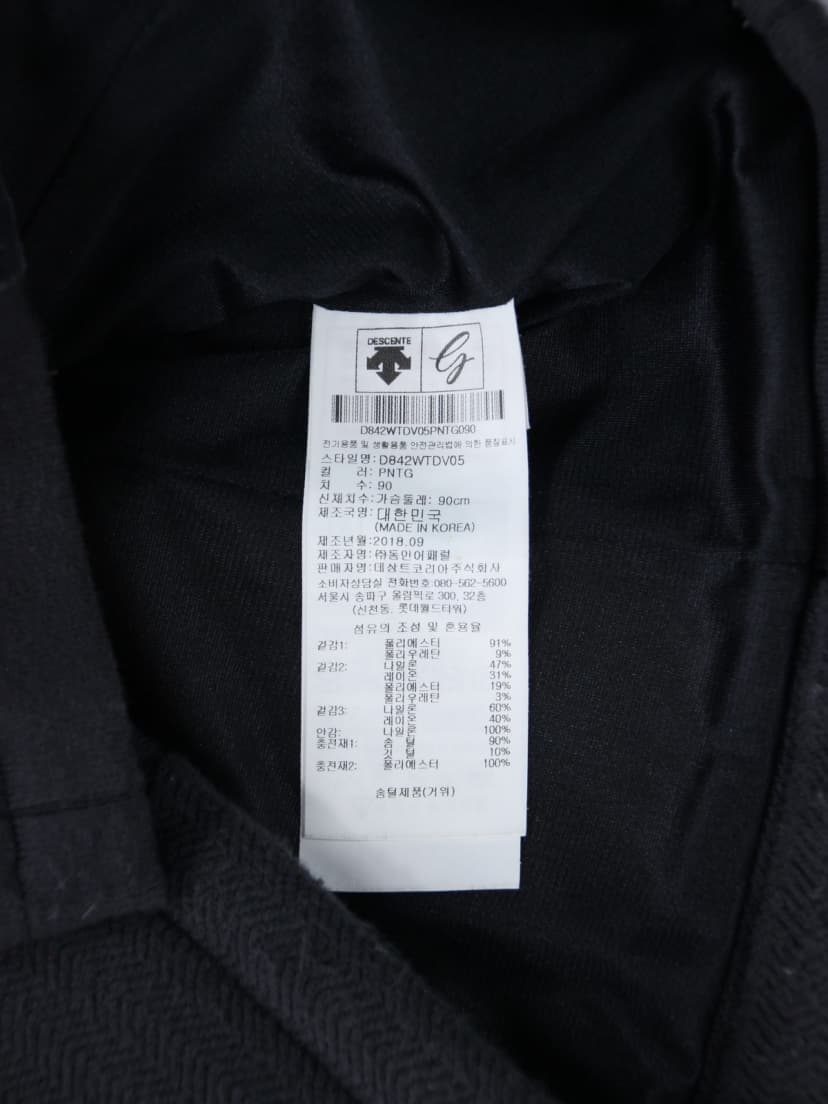 DESCENTE
G
D842WTDV05PNTG090
전기용품 및 생활용품 안전관리법에 의한 품질표시
스타일명: D842WTDV05
컬 러: PNTG
치 수: 90
신체치수: 가슴둘레: 90cm
제조국명: 대한민국
(MADE IN KOREA)
제조년월: 2018.09
제조자명: (주)동인어패럴
판매자명: 데상트코리아주식회사
소비자상담실 전화번호: 080-562-5600
서울시 송파구 올림픽로 300, 32층
(신천동, 롯데월드타워)
섬유의 조성 및 혼용율
겉감1: 폴리에스터 91%
폴리우레탄 9%
겉감2: 나일론 47%
레이온 31%
폴리에스터 19%
폴리우레탄 3%
겉감3: 나일론 60%
레이온 40%
안감: 나일론 100%
충전재1: 솜 털 90%
깃 털 10%
충전재2: 폴리에스터 100%
솜털제품(거위)